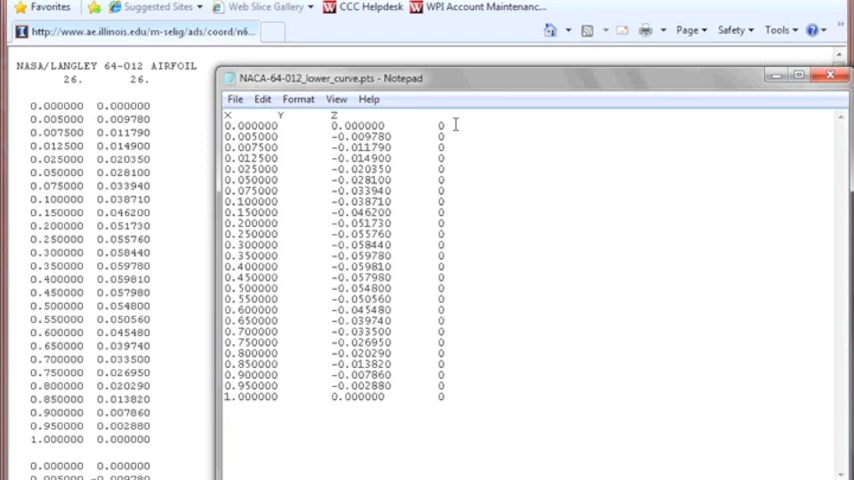 Favorites
Suggested Sites
Web Slice Gallery
CCC Helpdesk
WPI Account Maintenanc...
http://www.ae.illinois.edu/m-selig/ads/coord/n6...
Page
Safety
Tools
NASA/LANGLEY 64-012 AIRFOIL
26. 26.
0.000000 0.000000
0.005000 0.009780
0.007500 0.011790
0.012500 0.014900
0.025000 0.020350
0.050000 0.028100
0.075000 0.033940
0.100000 0.038710
0.150000 0.046200
0.200000 0.051730
0.250000 0.055760
0.300000 0.058440
0.350000 0.059780
0.400000 0.059810
0.450000 0.057980
0.500000 0.054800
0.550000 0.050560
0.600000 0.045480
0.650000 0.039740
0.700000 0.033500
0.750000 0.026950
0.800000 0.020290
0.850000 0.013820
0.900000 0.007860
0.950000 0.002880
1.000000 0.000000
0.000000 0.000000
0.005000 -0.009780
NACA-64-012_lower_curve.pts - Notepad
File Edit Format View Help
X Y Z
0.000000 0.000000 0
0.005000 -0.009780 0
0.007500 -0.011790 0
0.012500 -0.014900 0
0.025000 -0.020350 0
0.050000 -0.028100 0
0.075000 -0.033940 0
0.100000 -0.038710 0
0.150000 -0.046200 0
0.200000 -0.051730 0
0.250000 -0.055760 0
0.300000 -0.058440 0
0.350000 -0.059780 0
0.400000 -0.059810 0
0.450000 -0.057980 0
0.500000 -0.054800 0
0.550000 -0.050560 0
0.600000 -0.045480 0
0.650000 -0.039740 0
0.700000 -0.033500 0
0.750000 -0.026950 0
0.800000 -0.020290 0
0.850000 -0.013820 0
0.900000 -0.007860 0
0.950000 -0.002880 0
1.000000 0.000000 0